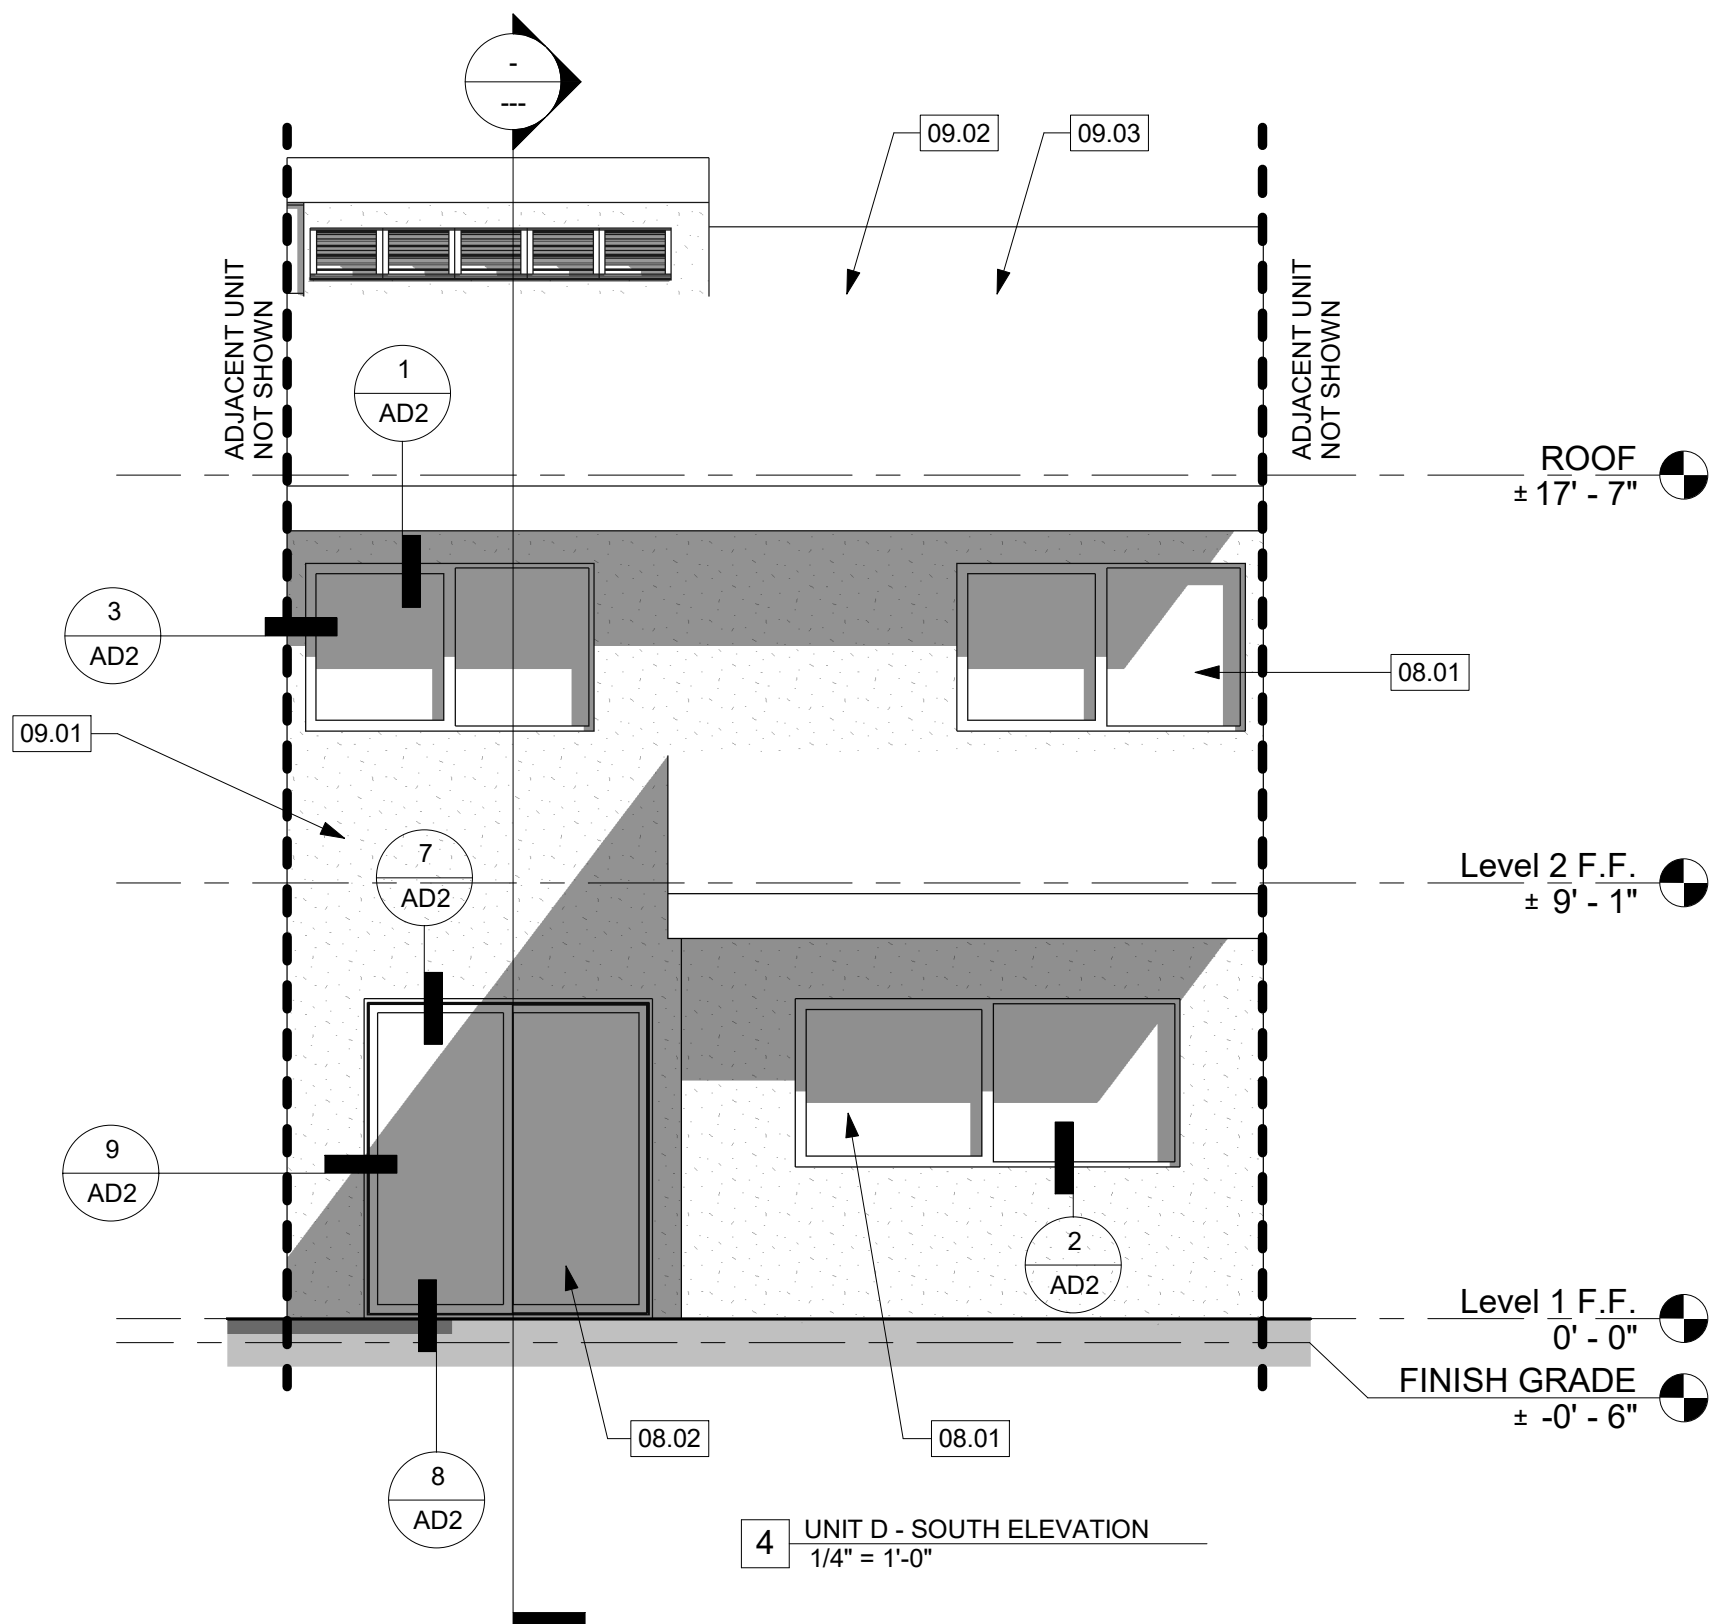 -
---
09.02
09.03
ADJACENT UNIT
NOT SHOWN
ADJACENT UNIT
NOT SHOWN
1
AD2
ROOF
± 17' - 7"
3
AD2
08.01
09.01
7
AD2
Level 2 F.F.
± 9' - 1"
9
AD2
2
AD2
Level 1 F.F.
0' - 0"
FINISH GRADE
± -0' - 6"
08.02
08.01
8
AD2
4
UNIT D - SOUTH ELEVATION
1/4" = 1'-0"